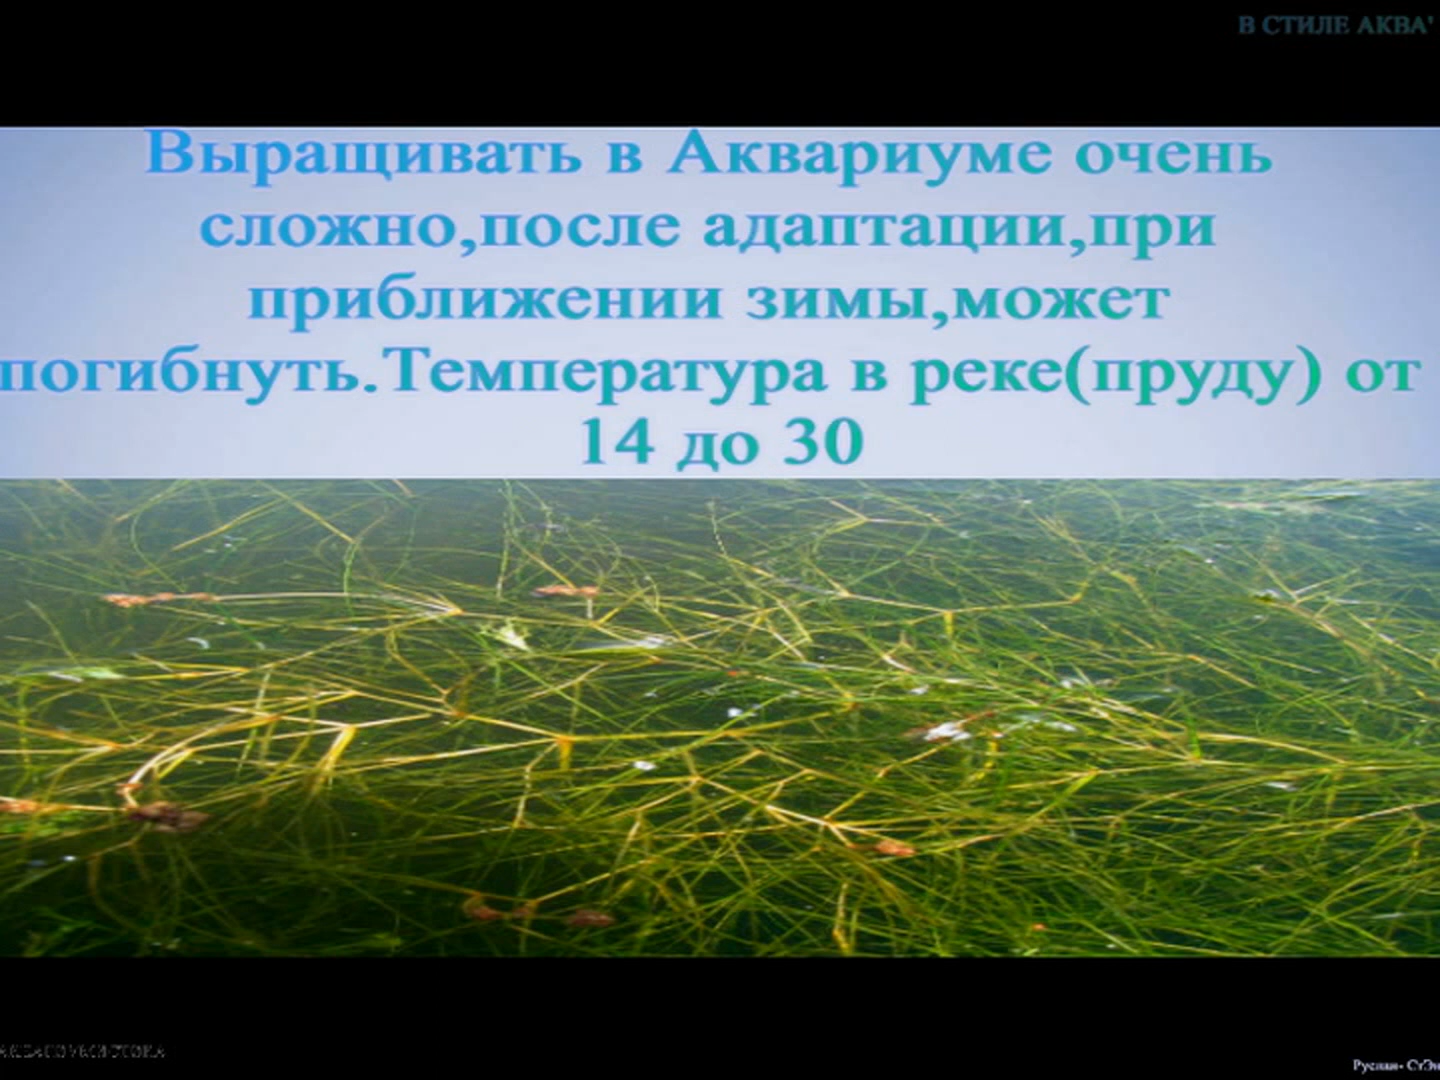 В СТИЛЕ АКВА'
Выращивать в Аквариуме очень
сложно,после адаптации,при
приближении зимы,может
погибнуть.Температура в реке(пруду) от
14 до 30
Руслан-